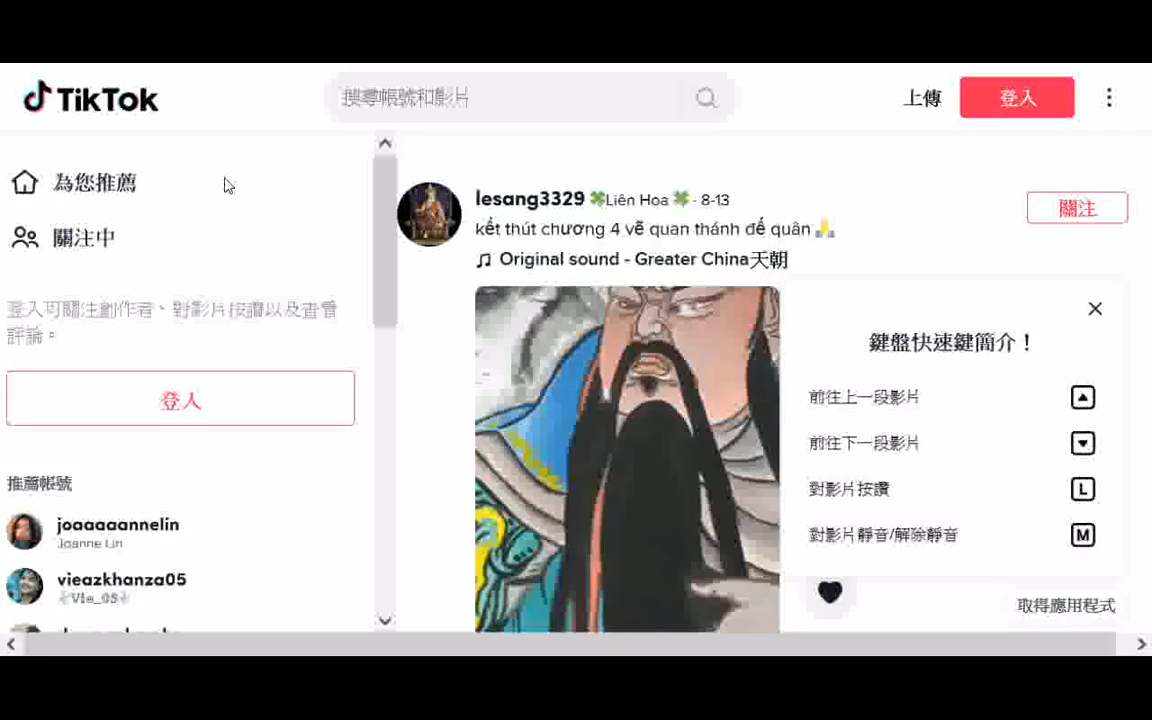 TikTok
搜尋帳號和影片
上傳
登入
為您推薦
關注中
登入可關注創作者、對影片按讚以及查看
評論。
登入
推薦帳號
joaaaaannelin
Joanne Lin
vieazkhanza05
lesang3329 🍀Liên Hoa🍀 · 8-13
kết thút chương 4 vẽ quan thánh đế quân🙏
Original sound - Greater China天朝
關注
鍵盤快速鍵簡介！
前往上一段影片
前往下一段影片
對影片按讚 L
對影片靜音/解除靜音 M
取得應用程式